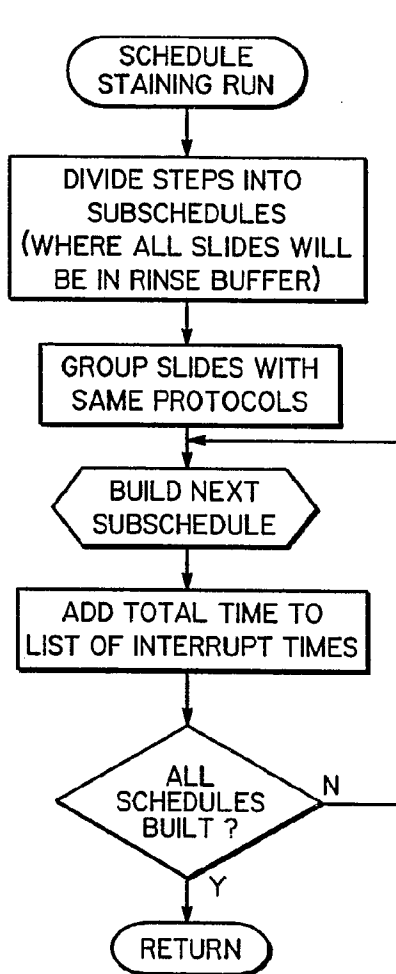 SCHEDULE
STAINING RUN
DIVIDE STEPS INTO
SUBSCHEDULES
(WHERE ALL SLIDES WILL
BE IN RINSE BUFFER)
GROUP SLIDES WITH
SAME PROTOCOLS
BUILD NEXT
SUBSCHEDULE
ADD TOTAL TIME TO
LIST OF INTERRUPT TIMES
ALL
SCHEDULES
BUILT ?
N
Y
RETURN